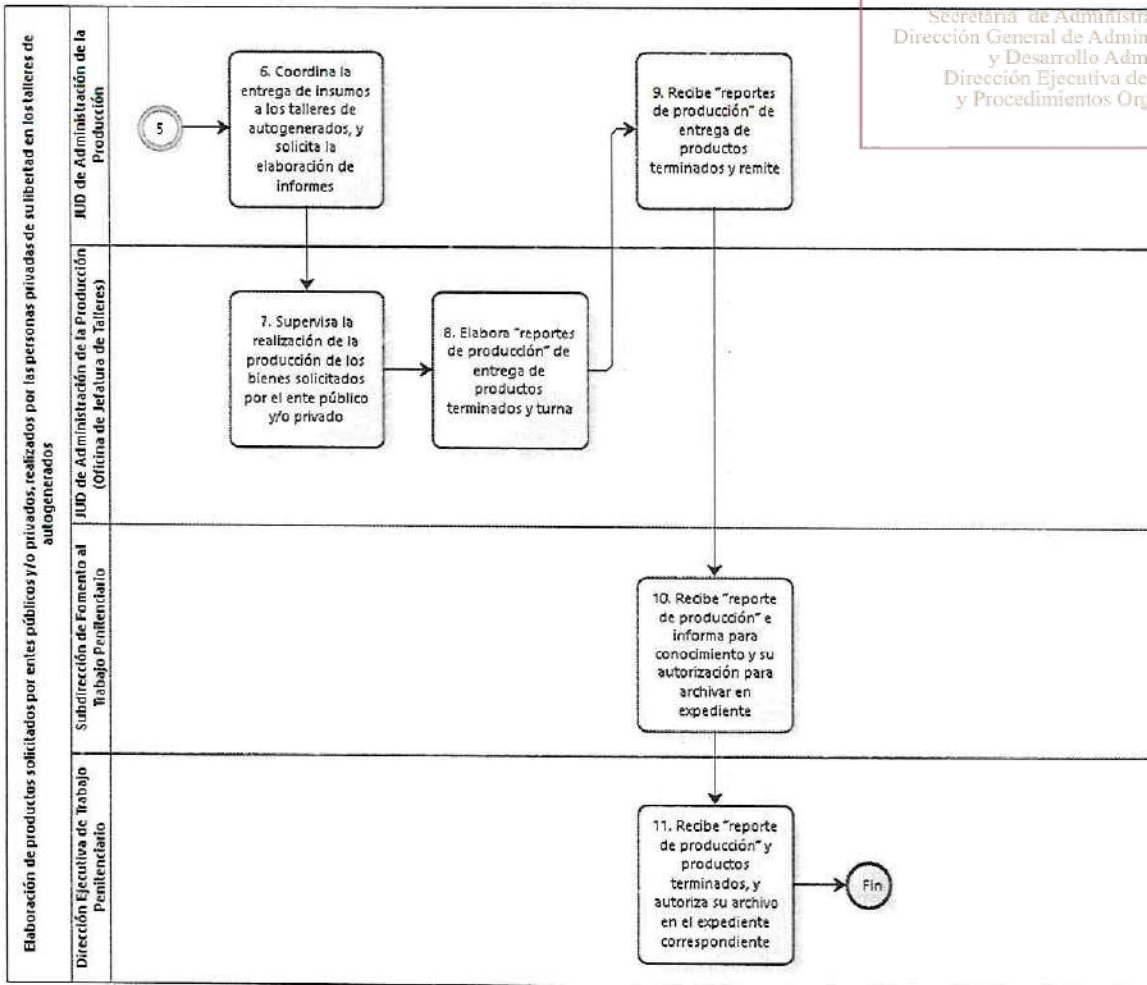 Secretaría de Administra
Dirección General de Admin
y Desarrollo Adm
Dirección Ejecutiva de
y Procedimientos Org
Elaboración de productos solicitados por entes públicos y/o privados, realizados por las personas privadas de su libertad en los talleres de
autogenerados
JUD de Administración de la
Producción
5
6. Coordina la
entrega de insumos
a los talleres de
autogenerados, y
solicita la
elaboración de
informes
9. Recibe "reportes
de producción" de
entrega de
productos
terminados y remite
JUD de Administración de la Producción
(Oficina de Jefatura de Talleres)
7. Supervisa la
realización de la
producción de los
bienes solicitados
por el ente público
y/o privado
8. Elabora "reportes
de producción" de
entrega de
productos
terminados y turna
Subdirección de Fomento al
Trabajo Penitenciario
10. Recibe "reporte
de producción" e
informa para
conocimiento y su
autorización para
archivar en
expediente
Dirección Ejecutiva de Trabajo
Penitenciario
11. Recibe "reporte
de producción" y
productos
terminados, y
autoriza su archivo
en el expediente
correspondiente
Fin